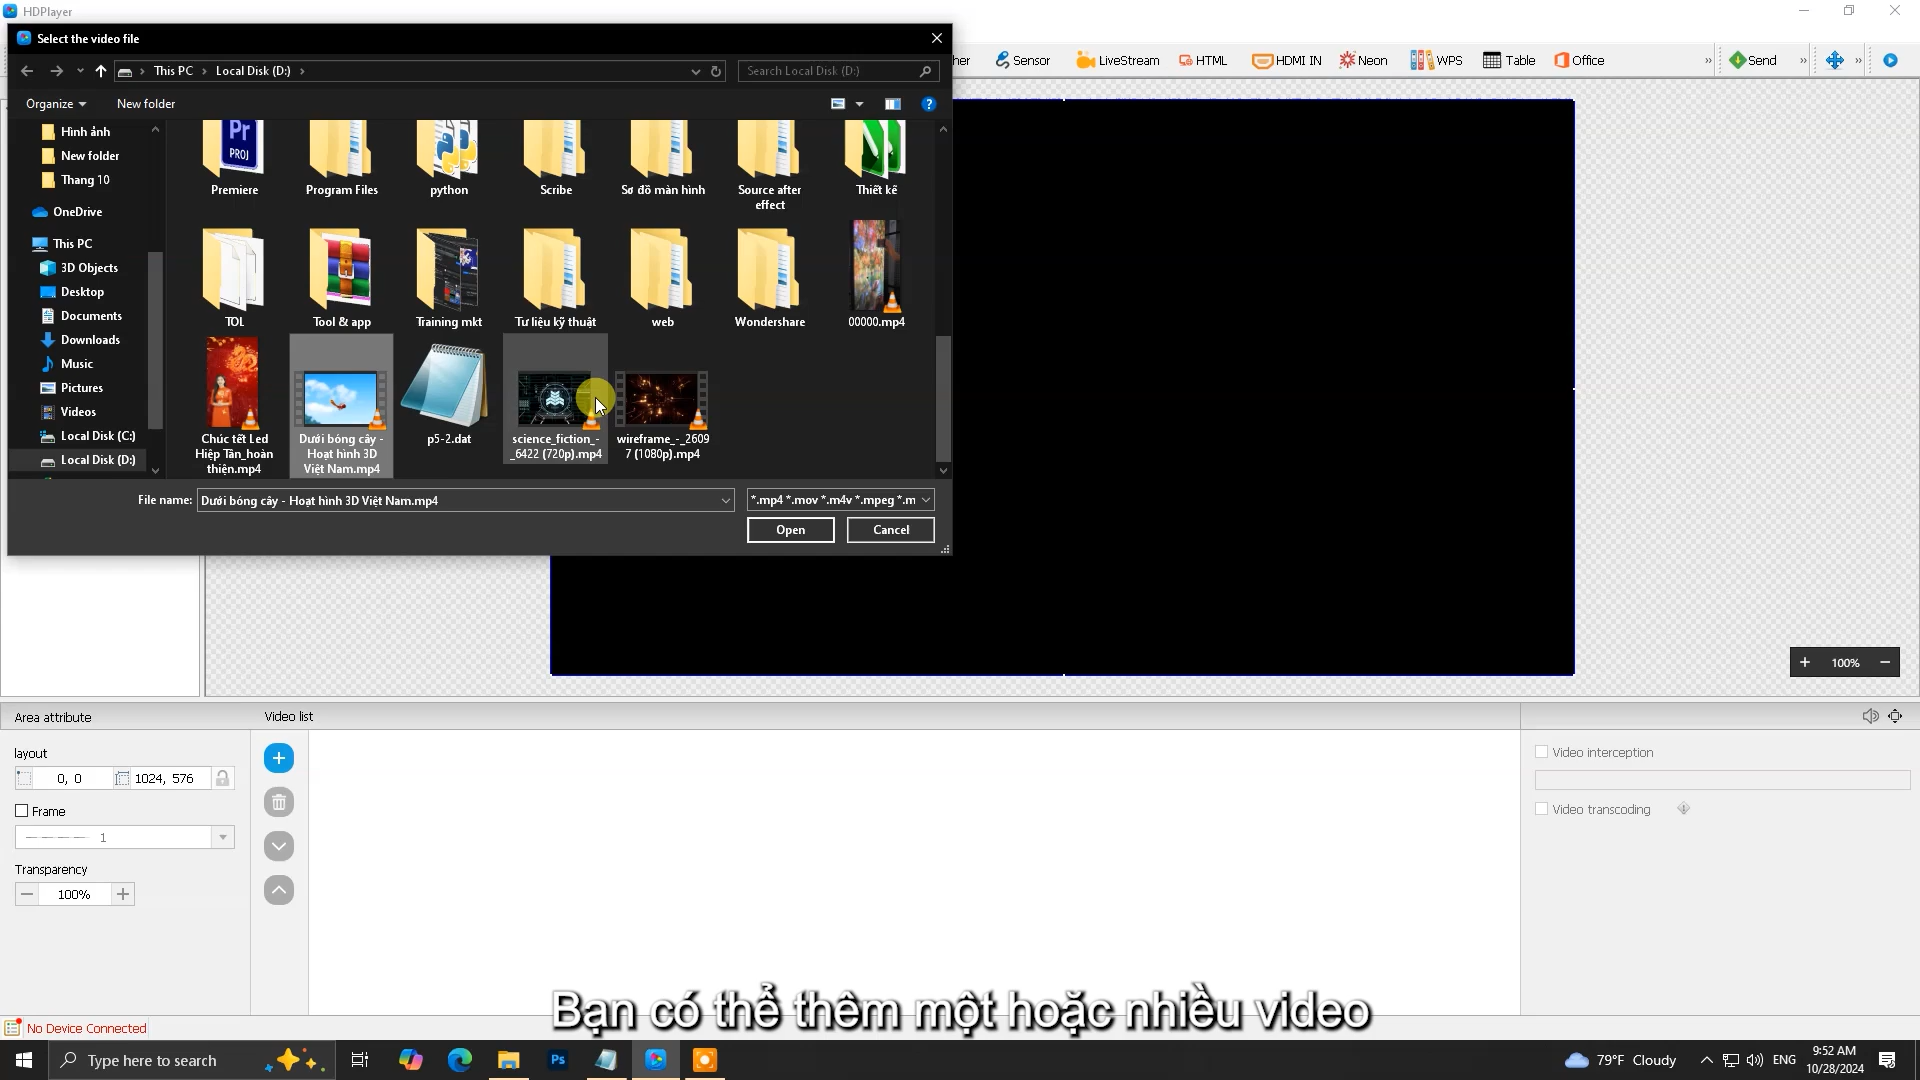 HDPlayer
Select the video file
This PC
Local Disk (D:)
Search Local Disk (D:)
her
Sensor
LiveStream
HTML
HDMI IN
Neon
WPS
Table
Office
Send
Organize
New folder
Hình ảnh
New folder
Thang 10
OneDrive
This PC
3D Objects
Desktop
Documents
Downloads
Music
Pictures
Videos
Local Disk (C:)
Local Disk (D:)
Pr
PROJ
Premiere
Program Files
python
Scribe
Sơ đồ màn hình
Source after
effect
Thiết kế
TOL
Tool & app
Training mkt
Tư liệu kỹ thuật
web
Wondershare
00000.mp4
Chúc tết Led
Hiệp Tân_hoàn
thiện.mp4
Dưới bóng cây -
Hoạt hình 3D
Việt Nam.mp4
p5-2.dat
science_fiction_-
_6422 (720p).mp4
wireframe_-_2609
7 (1080p).mp4
File name:
Dưới bóng cây - Hoạt hình 3D Việt Nam.mp4
*.mp4 *.mov *.m4v *.mpeg *.m
Open
Cancel
+ 100% −
Area attribute
Video list
layout
0, 0
1024, 576
Frame
1
Transparency
100%
Video interception
Video transcoding
Bạn có thể thêm một hoặc nhiều video
No Device Connected
Type here to search
Ps
79°F Cloudy
ENG
9:52 AM
10/28/2024